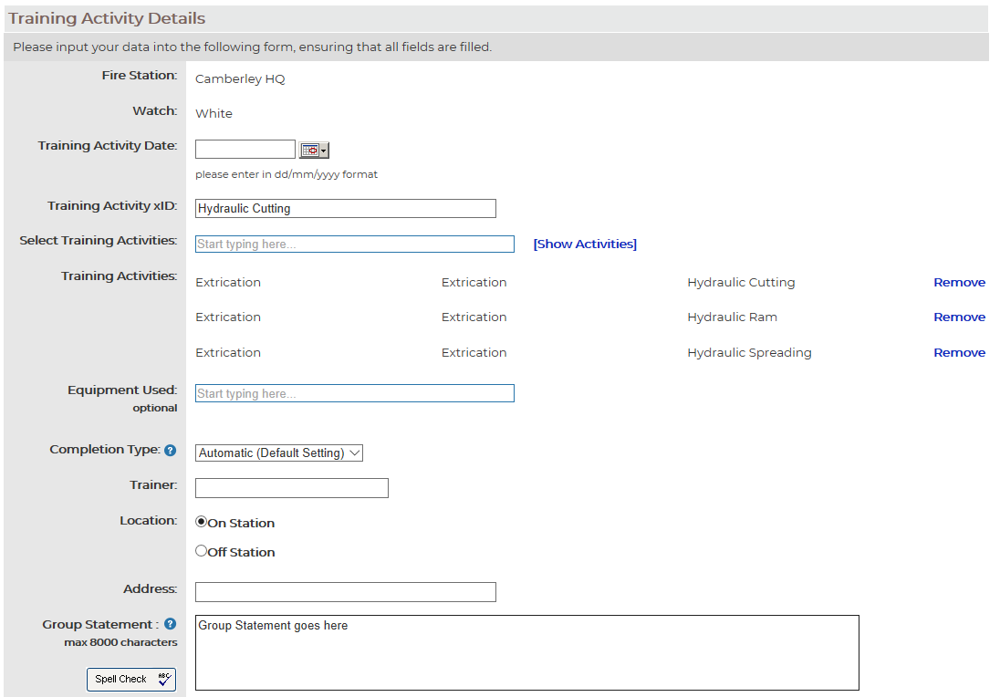 Training Activity Details
Please input your data into the following form, ensuring that all fields are filled.
Fire Station: Camberley HQ
Watch: White
Training Activity Date:
please enter in dd/mm/yyyy format
Training Activity xID: Hydraulic Cutting
Select Training Activities: Start typing here... [Show Activities]
Training Activities: Extrication Extrication Hydraulic Cutting Remove
Extrication Extrication Hydraulic Ram Remove
Extrication Extrication Hydraulic Spreading Remove
Equipment Used: Start typing here...
optional
Completion Type: ? Automatic (Default Setting)
Trainer:
Location: On Station
Off Station
Address:
Group Statement : ? Group Statement goes here
max 8000 characters
Spell Check ABC